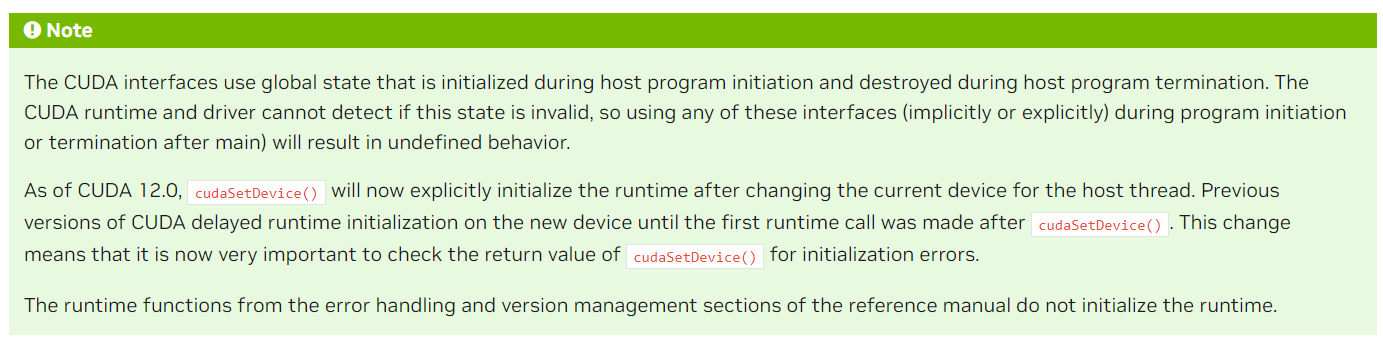 Note
The CUDA interfaces use global state that is initialized during host program initiation and destroyed during host program termination. The
CUDA runtime and driver cannot detect if this state is invalid, so using any of these interfaces (implicitly or explicitly) during program initiation
or termination after main) will result in undefined behavior.
As of CUDA 12.0, cudaSetDevice() will now explicitly initialize the runtime after changing the current device for the host thread. Previous
versions of CUDA delayed runtime initialization on the new device until the first runtime call was made after cudaSetDevice() . This change
means that it is now very important to check the return value of cudaSetDevice() for initialization errors.
The runtime functions from the error handling and version management sections of the reference manual do not initialize the runtime.